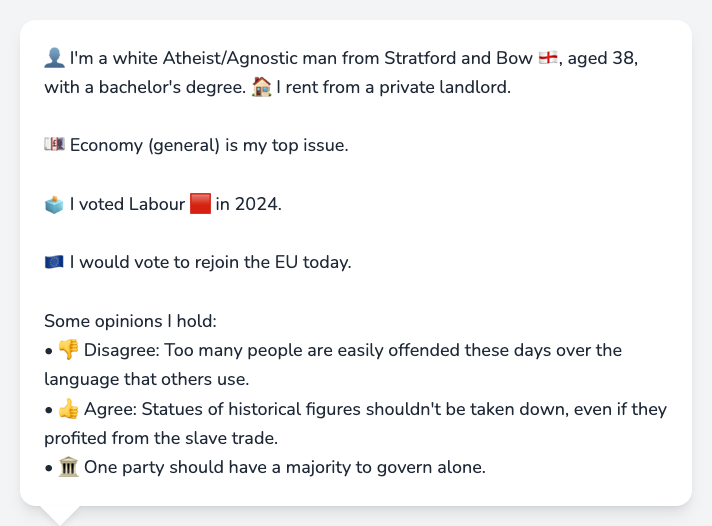 👤 I'm a white Atheist/Agnostic man from Stratford and Bow 🏴󠁧󠁢󠁥󠁮󠁧󠁿, aged 38,
with a bachelor's degree. 🏠 I rent from a private landlord.
💷 Economy (general) is my top issue.
🗳️ I voted Labour 🟥 in 2024.
🇪🇺 I would vote to rejoin the EU today.
Some opinions I hold:
• 👎 Disagree: Too many people are easily offended these days over the
language that others use.
• 👍 Agree: Statues of historical figures shouldn't be taken down, even if they
profited from the slave trade.
• 🏛️ One party should have a majority to govern alone.